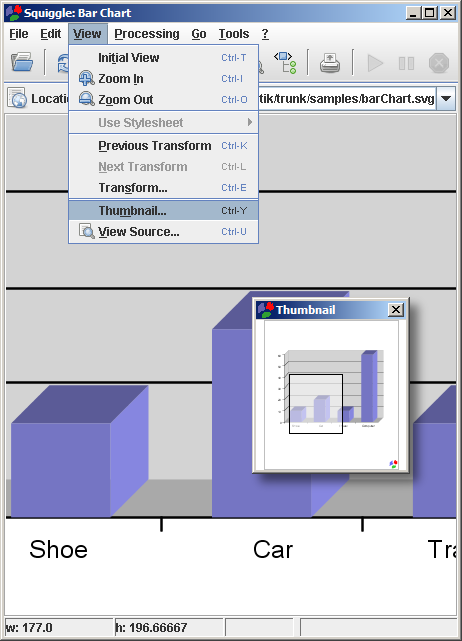 Squiggle: Bar Chart
File Edit View Processing Go Tools ?
Initial View Ctrl-T
Zoom In Ctrl-I
Zoom Out Ctrl-O
Use Stylesheet
Previous Transform Ctrl-K
Next Transform Ctrl-L
Transform... Ctrl-E
Thumbnail... Ctrl-Y
View Source... Ctrl-U
Locatio
tik/trunk/samples/barChart.svg
Thumbnail
Shoe Car Tra
w: 177.0 h: 196.66667